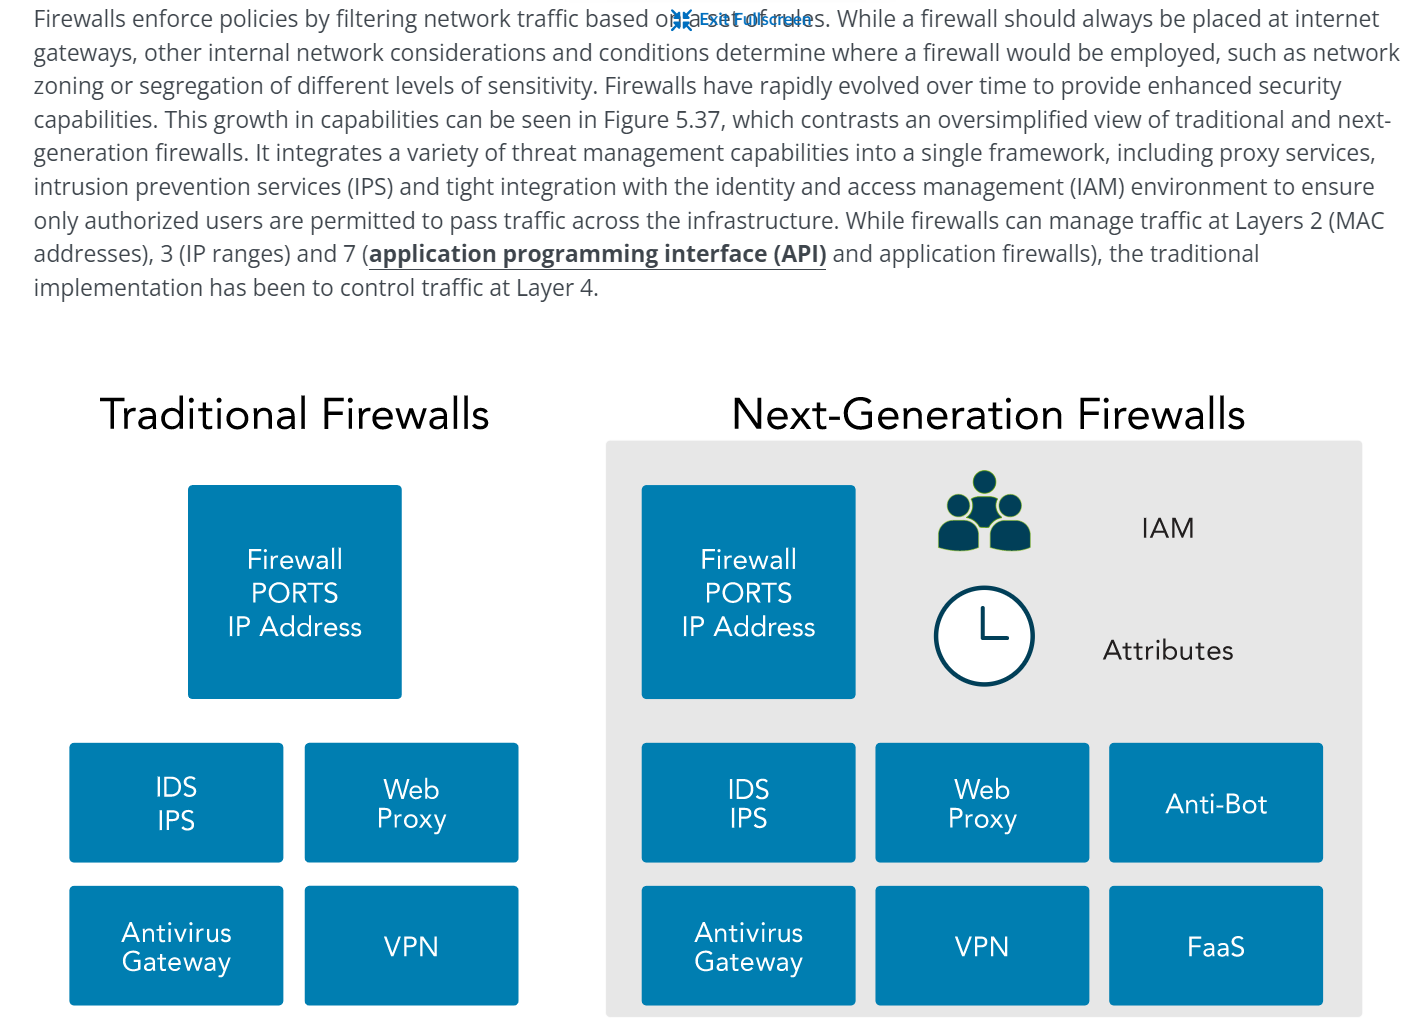 Firewalls enforce policies by filtering network traffic based on a set of rules. While a firewall should always be placed at internet
Exit Fullscreen
gateways, other internal network considerations and conditions determine where a firewall would be employed, such as network
zoning or segregation of different levels of sensitivity. Firewalls have rapidly evolved over time to provide enhanced security
capabilities. This growth in capabilities can be seen in Figure 5.37, which contrasts an oversimplified view of traditional and next-
generation firewalls. It integrates a variety of threat management capabilities into a single framework, including proxy services,
intrusion prevention services (IPS) and tight integration with the identity and access management (IAM) environment to ensure
only authorized users are permitted to pass traffic across the infrastructure. While firewalls can manage traffic at Layers 2 (MAC
addresses), 3 (IP ranges) and 7 (application programming interface (API) and application firewalls), the traditional
implementation has been to control traffic at Layer 4.
Traditional Firewalls
Firewall
PORTS
IP Address
IDS
IPS
Web
Proxy
Antivirus
Gateway
VPN
Next-Generation Firewalls
Firewall
PORTS
IP Address
IAM
Attributes
IDS
IPS
Web
Proxy
Anti-Bot
Antivirus
Gateway
VPN
FaaS